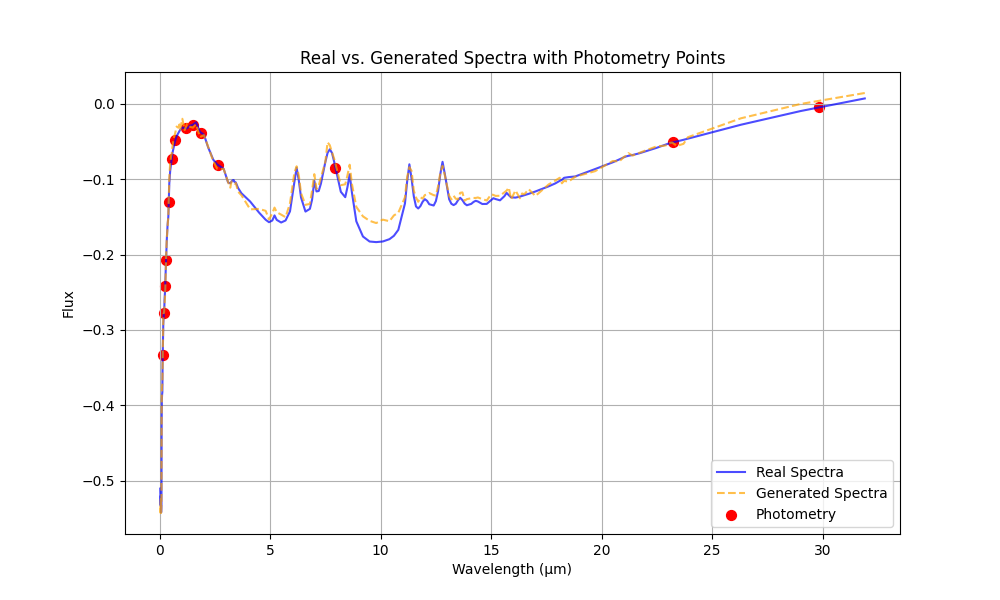 Real vs. Generated Spectra with Photometry Points
Flux
0.0
−0.1
−0.2
−0.3
−0.4
−0.5
0 5 10 15 20 25 30
Wavelength (μm)
Real Spectra
Generated Spectra
Photometry